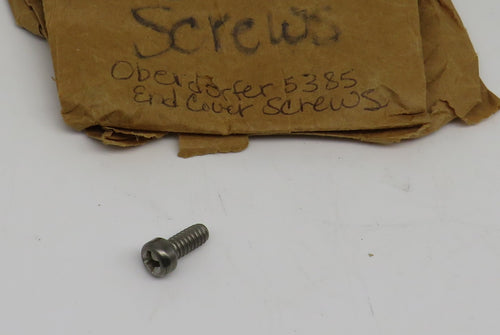 Screws
Oberdorfer 5385
End Cover Screws